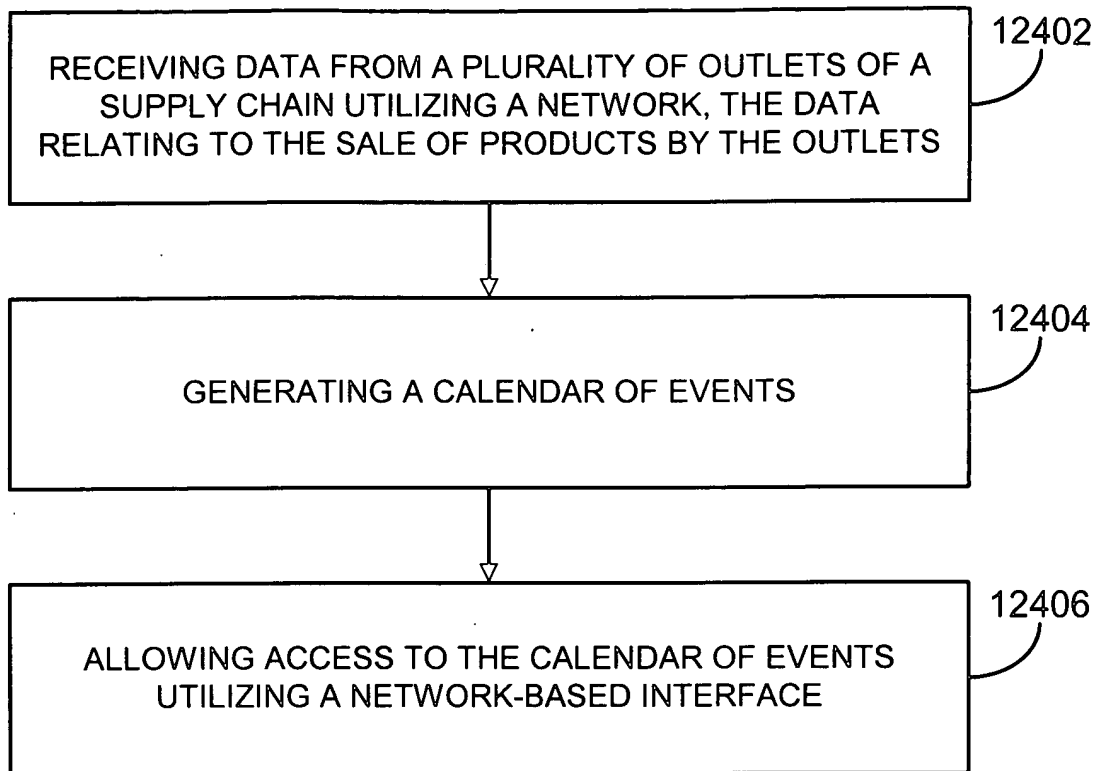 12402
RECEIVING DATA FROM A PLURALITY OF OUTLETS OF A
SUPPLY CHAIN UTILIZING A NETWORK, THE DATA
RELATING TO THE SALE OF PRODUCTS BY THE OUTLETS
12404
GENERATING A CALENDAR OF EVENTS
12406
ALLOWING ACCESS TO THE CALENDAR OF EVENTS
UTILIZING A NETWORK-BASED INTERFACE